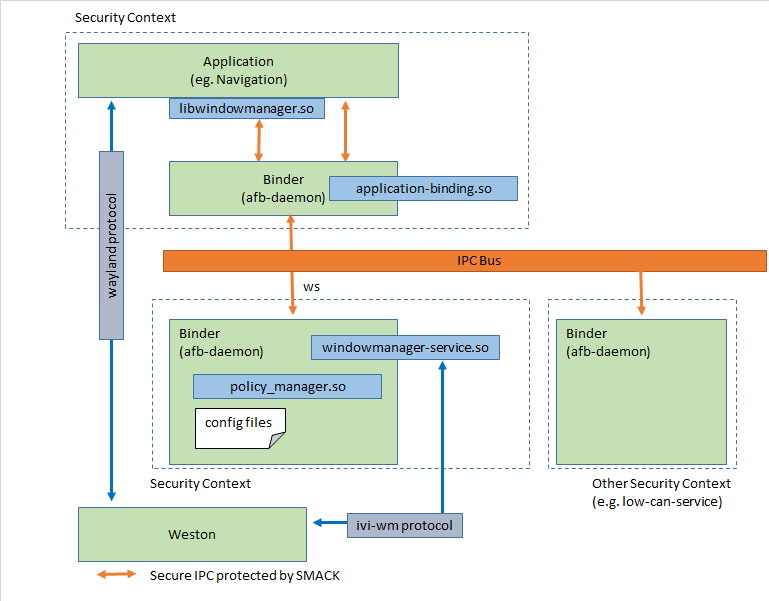 Security Context
Application
(eg. Navigation)
libwindowmanager.so
Binder
(afb-daemon)
application-binding.so
wayland protocol
IPC Bus
ws
Binder
(afb-daemon)
windowmanager-service.so
policy_manager.so
config files
Binder
(afb-daemon)
Security Context
Other Security Context
(e.g. low-can-service)
Weston
ivi-wm protocol
Secure IPC protected by SMACK